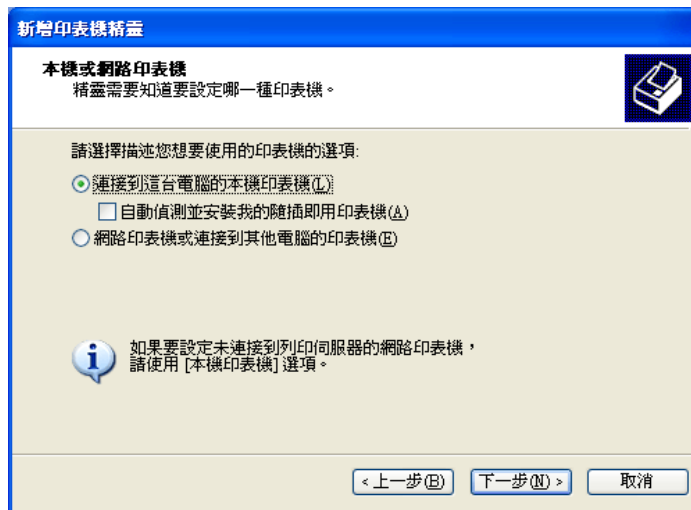 新增印表機精靈
本機或網路印表機
精靈需要知道要設定哪一種印表機。
請選擇描述您想要使用的印表機的選項:
連接到這台電腦的本機印表機(L)
自動偵測並安裝我的隨插即用印表機(A)
網路印表機或連接到其他電腦的印表機(E)
如果要設定未連接到列印伺服器的網路印表機，
請使用 [本機印表機] 選項。
<上一步(B) 下一步(N)> 取消